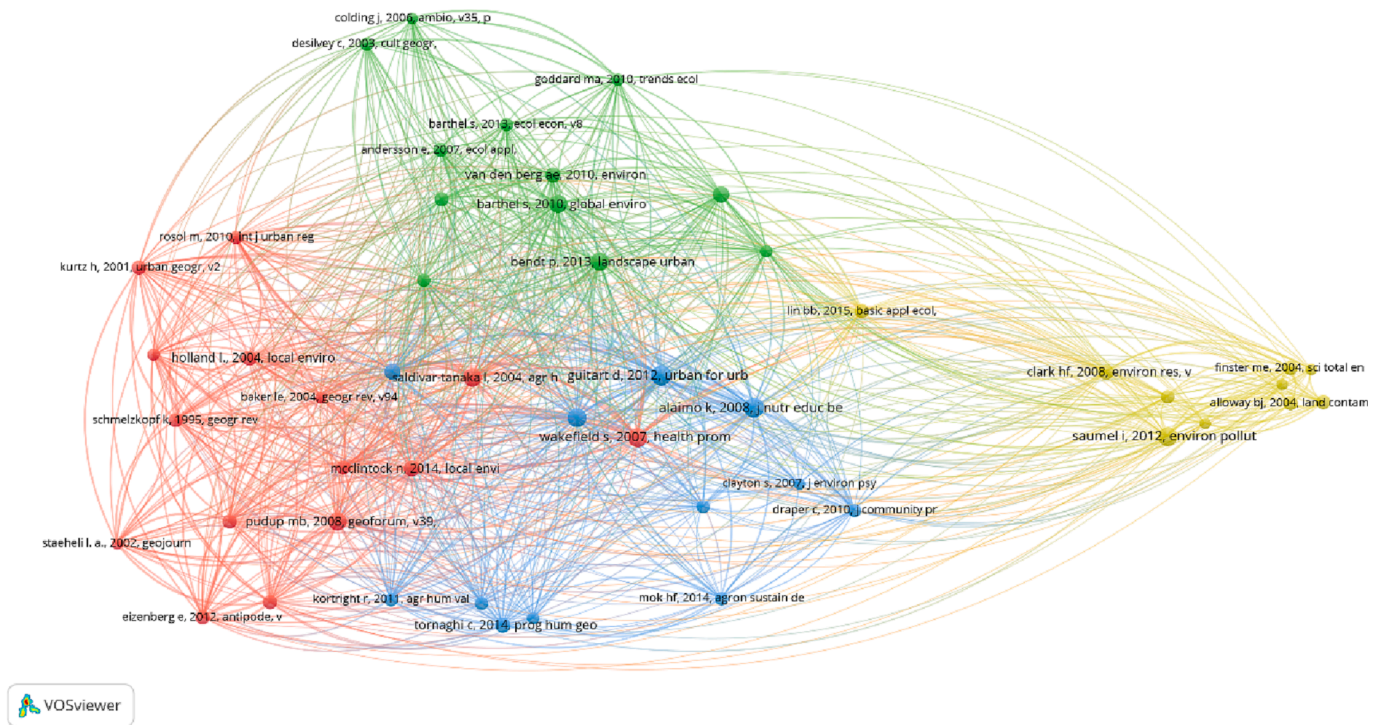 colding j, 2006, ambio, v35, p
desilvey c, 2003, cult geogr,
goddard ma, 2010, trends ecol
barthel s, 2013, ecol econ, v8
andersson e, 2007, ecol appl,
van den berg ae, 2010, environ
barthel s, 2010, global enviro
rosol m, 2010, int j urban reg
bendt p, 2013, landscape urban
kurtz h, 2001, urban geogr, v2
lin bb, 2015, basic appl ecol,
holland l., 2004, local enviro
finster me, 2004, sci total en
clark hf, 2008, environ res, v
saldivar-tanaka l, 2004, agr h
guitart d, 2012, urban for urb
baker le, 2004, geogr rev, v94
alloway bj, 2004, land contam
alaimo k, 2008, j nutr educ be
schmelzkopf k, 1995, geogr rev
wakefield s, 2007, health prom
saumel i, 2012, environ pollut
mcclintock n, 2014, local envi
clayton s, 2007, j environ psy
draper c, 2010, j community pr
pudup mb, 2008, geoforum, v39,
staeheli l. a., 2002, geojourn
kortright r, 2011, agr hum val
mok hf, 2014, agron sustain de
eizenberg e, 2012, antipode, v
tornaghi c, 2014, prog hum geo
VOSviewer